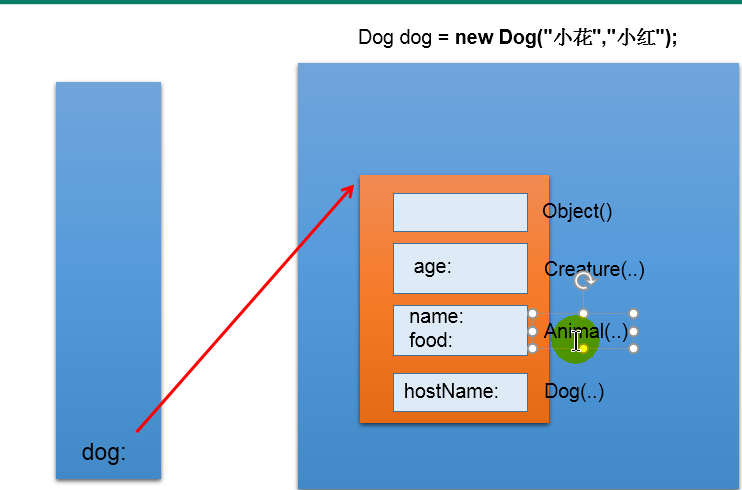 Dog dog = new Dog("小花","小红");
Object()
age:
Creature(..)
name:
food:
Animal(..)
hostName:
Dog(..)
dog: